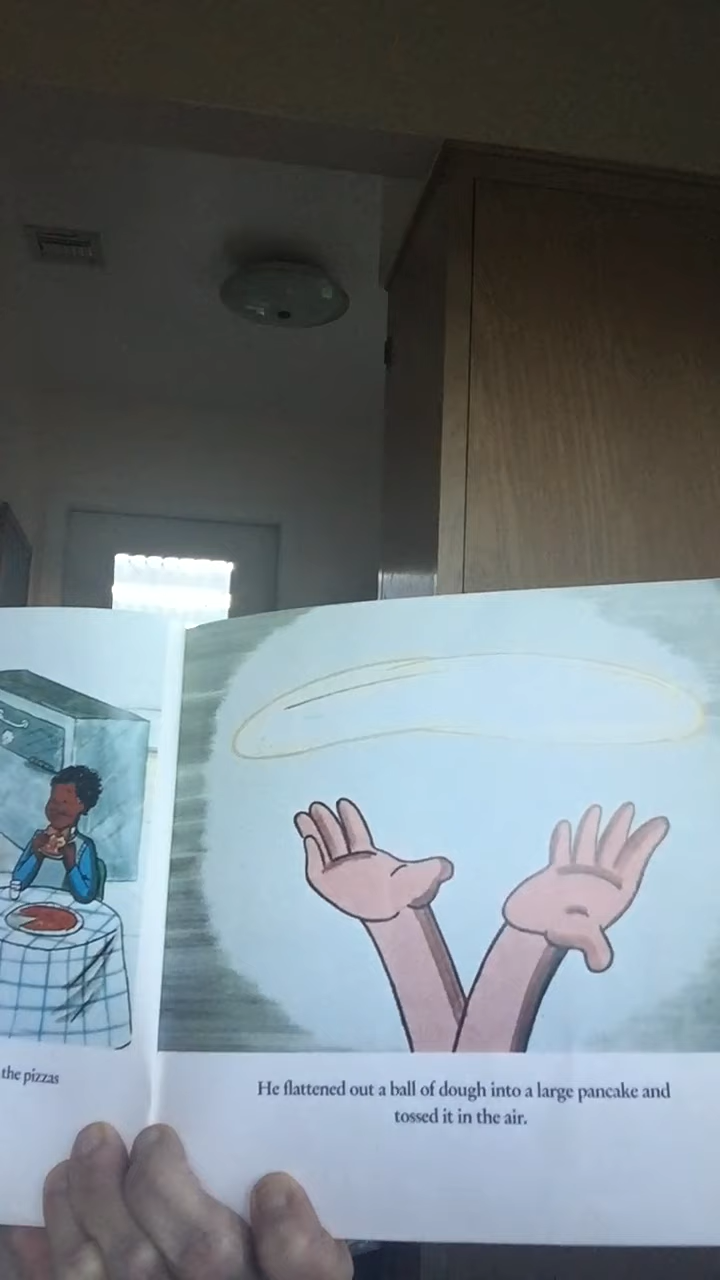 the pizzas
He flattened out a ball of dough into a large pancake and
tossed it in the air.